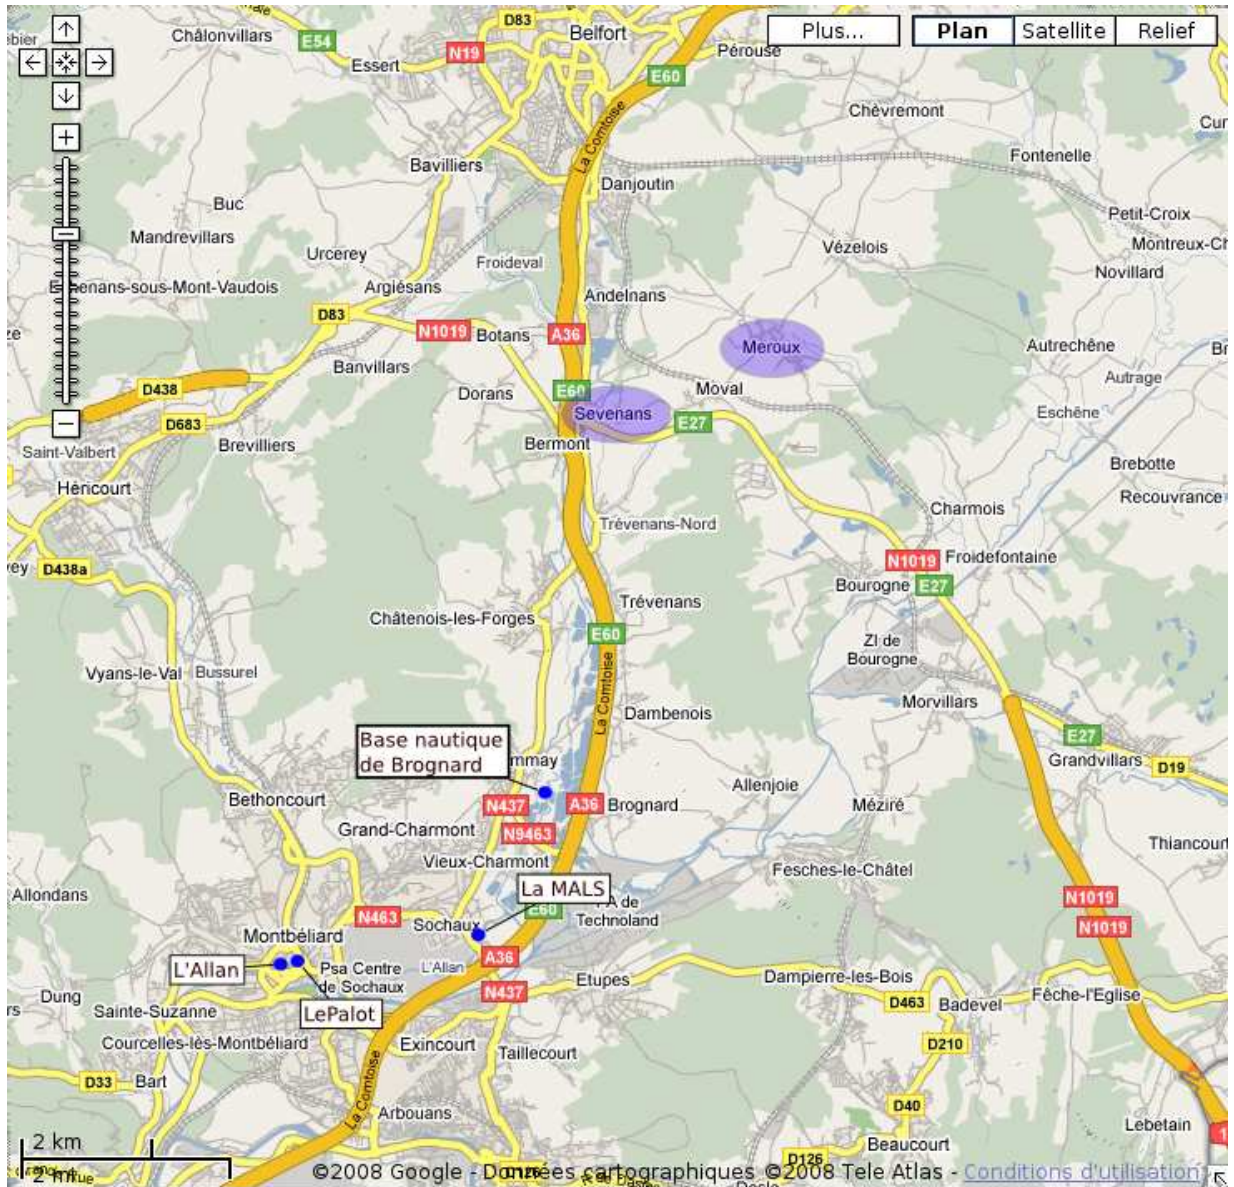 D83
Belfort
Plus...
Plan
Satellite
Relief
Châlonvillars
E54
N19
Pérouse
Essert
E60
Chèvremont
La Comtoise
Bavilliers
Fontenelle
Danjoutin
Buc
Petit-Croix
Mandrevillars
Vézelois
Urcerey
Froideval
Novillard
Argiésans
Andelnans
D83
N1019
Botans
A36
Meroux
Autrechêne
Banvillars
Autrage
D438
Dorans
E60
Moval
Sevenans
Eschêne
D683
E27
Brevilliers
Bermont
Saint-Valbert
Brebotte
Héricourt
Recouvrance
Charmois
Trévenans-Nord
D438a
N1019
Froidefontaine
Bourogne
E27
Trévenans
Châtenois-les-Forges
E60
ZI de
Bourogne
Vyans-le-Val
Bussurel
La Comtoise
Morvillars
Dambenois
Base nautique
de Brognard
E27
Grandvillars
D19
Allenjoie
Bethoncourt
N437
A36
Brognard
Méziré
Grand-Charmont
N9463
Thiancourt
Vieux-Charmont
Fesches-le-Châtel
La MALS
Allondans
N1019
E60
Technoland
N463
Sochaux
N1019
Montbéliard
A36
L'Allan
Psa Centre
de Sochaux
L'Allan
Etupes
Dampierre-les-Bois
N437
Dung
D463
Badevel
Fêche-l'Eglise
Sainte-Suzanne
LePalot
Courcelles-lès-Montbéliard
Exincourt
Taillecourt
D210
D33
Bart
La Comtoise
D40
Arbouans
Lebetain
2 km
Beaucourt
D126
2 mi
D126
©2008 Google - Données cartographiques ©2008 Tele Atlas - Conditions d'utilisation